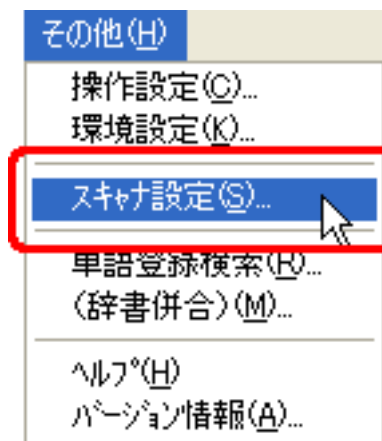 その他(H)
操作設定(O)...
環境設定(K)...
スキャナ設定(S)...
単語登録検索(R)...
(辞書併合)(M)...
ヘルプ(H)
バージョン情報(A)...